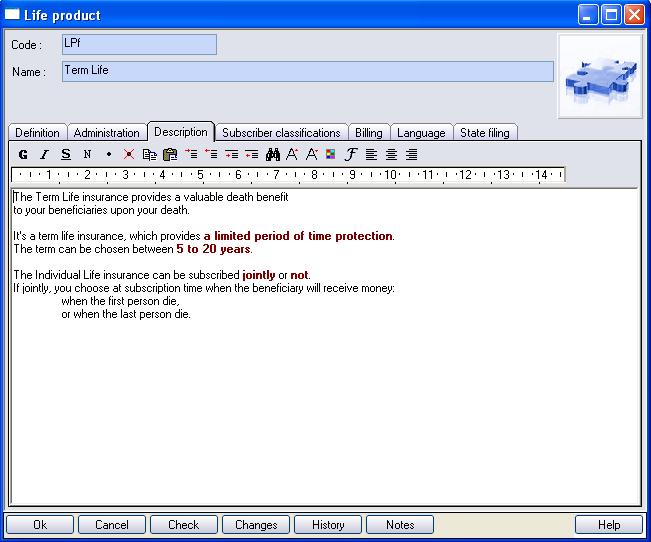 Life product
Code :
LPf
Name :
Term Life
Definition Administration Description Subscriber classifications Billing Language State filing
G I S N
1 2 3 4 5 6 7 8 9 10 11 12 13 14
The Term Life insurance provides a valuable death benefit
to your beneficiaries upon your death.
It's a term life insurance, which provides a limited period of time protection.
The term can be chosen between 5 to 20 years.
The Individual Life insurance can be subscribed jointly or not.
If jointly, you choose at subscription time when the beneficiary will receive money:
when the first person die,
or when the last person die.
Ok Cancel Check Changes History Notes Help